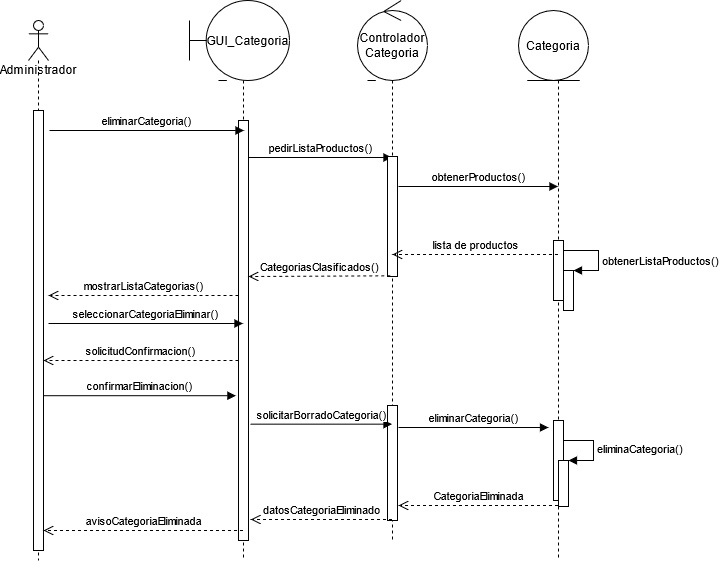 Administrador
GUI_Categoria
Controlador
Categoria
Categoria
eliminarCategoria()
pedirListaProductos()
obtenerProductos()
lista de productos
obtenerListaProductos()
CategoriasClasificados()
mostrarListaCategorias()
seleccionarCategoriaEliminar()
solicitudConfirmacion()
confirmarEliminacion()
solicitarBorradoCategoria()
eliminarCategoria()
eliminaCategoria()
CategoriaEliminada
datosCategoriaEliminado
avisoCategoriaEliminada